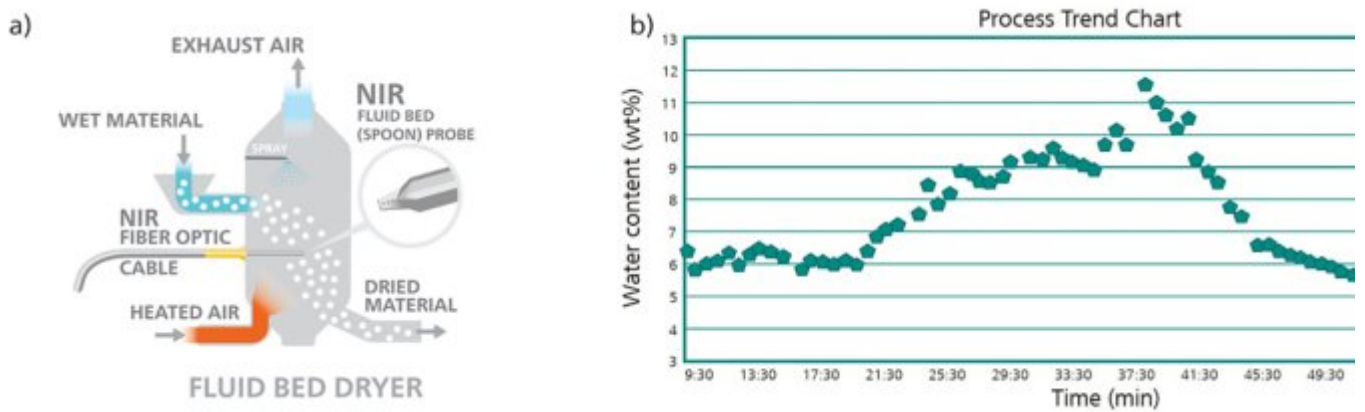 a)
EXHAUST AIR
NIR
FLUID BED
(SPOON) PROBE
WET MATERIAL
SPRAY
NIR
FIBER OPTIC
CABLE
DRIED
MATERIAL
HEATED AIR
FLUID BED DRYER
b)
Process Trend Chart
Water content (wt%)
13
12
11
10
9
8
7
6
5
4
3
9:30 13:30 17:30 21:30 25:30 29:30 33:30 37:30 41:30 45:30 49:30
Time (min)